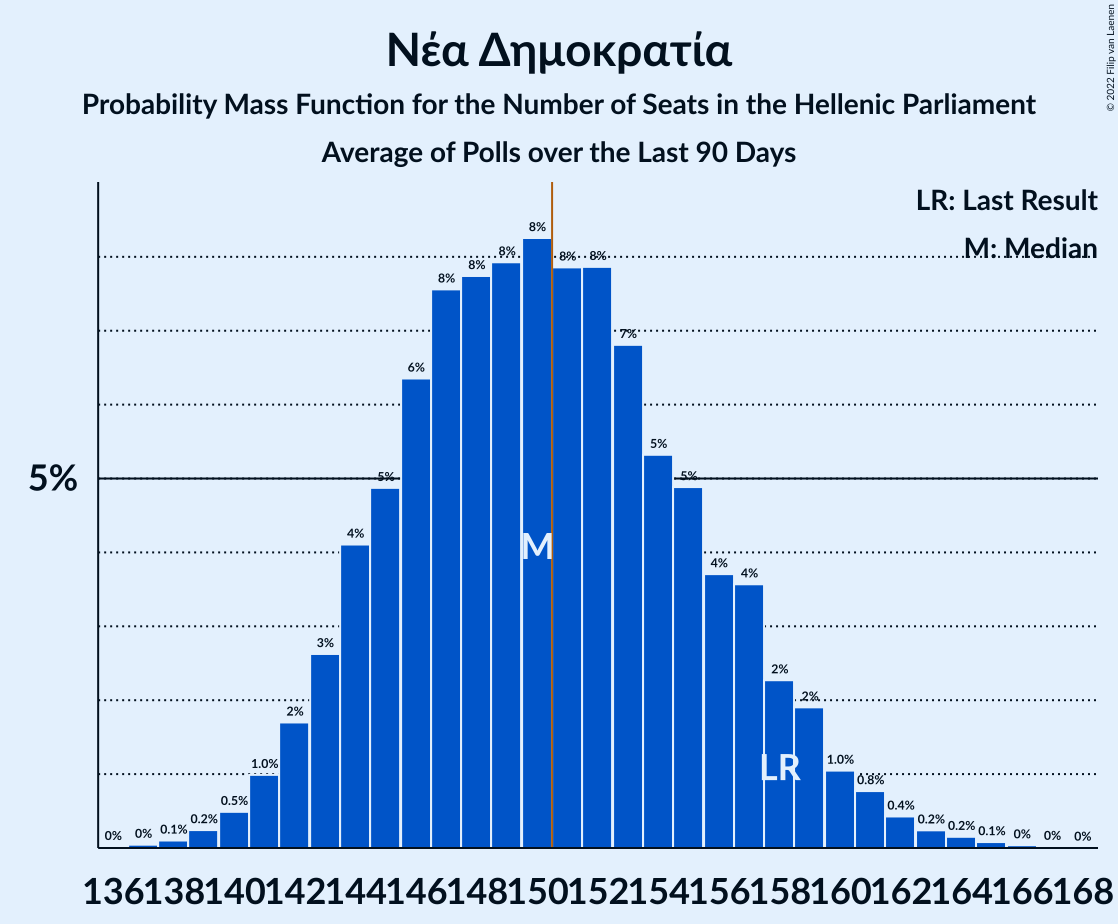 Νέα Δημοκρατία
Probability Mass Function for the Number of Seats in the Hellenic Parliament
Average of Polls over the Last 90 Days
© 2022 Filip van Laenen
LR: Last Result
M: Median
5%
0% 0% 0.1% 0.2% 0.5% 1.0% 2% 3% 4% 5% 6% 8% 8% 8% 8% 8% 8% 7% 5% 5% 4% 4% 2% 2% 1.0% 0.8% 0.4% 0.2% 0.2% 0.1% 0% 0% 0%
M
LR
136 138 140 142 144 146 148 150 152 154 156 158 160 162 164 166 168